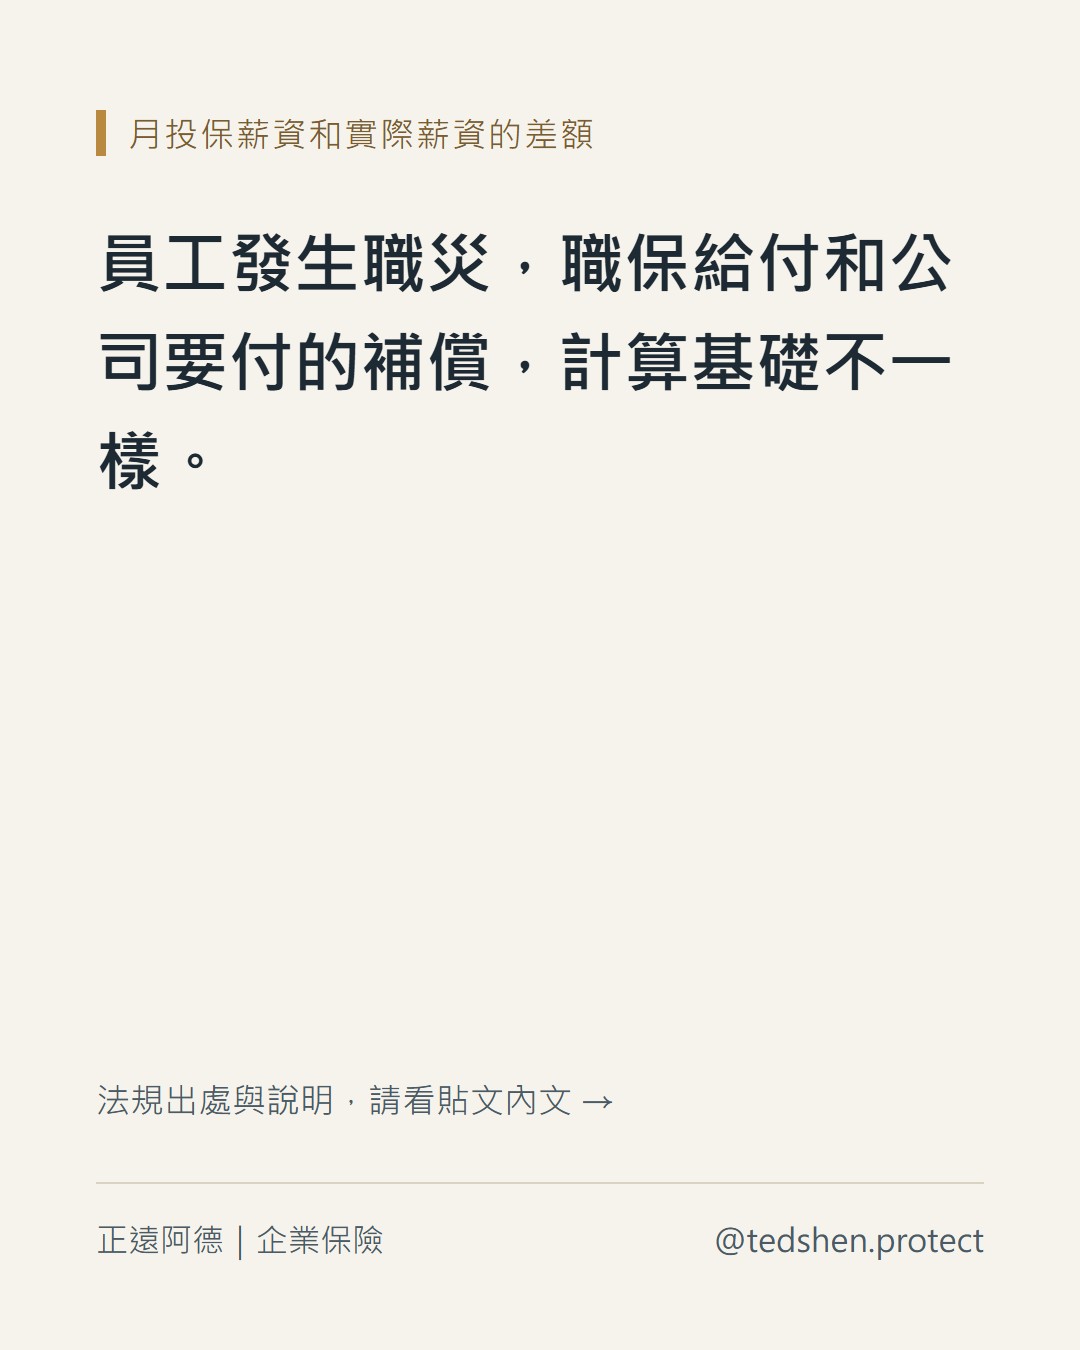 月投保薪資和實際薪資的差額
員工發生職災，職保給付和公
司要付的補償，計算基礎不一
樣。
法規出處與說明，請看貼文內文 →
正遠阿德｜企業保險
@tedshen.protect